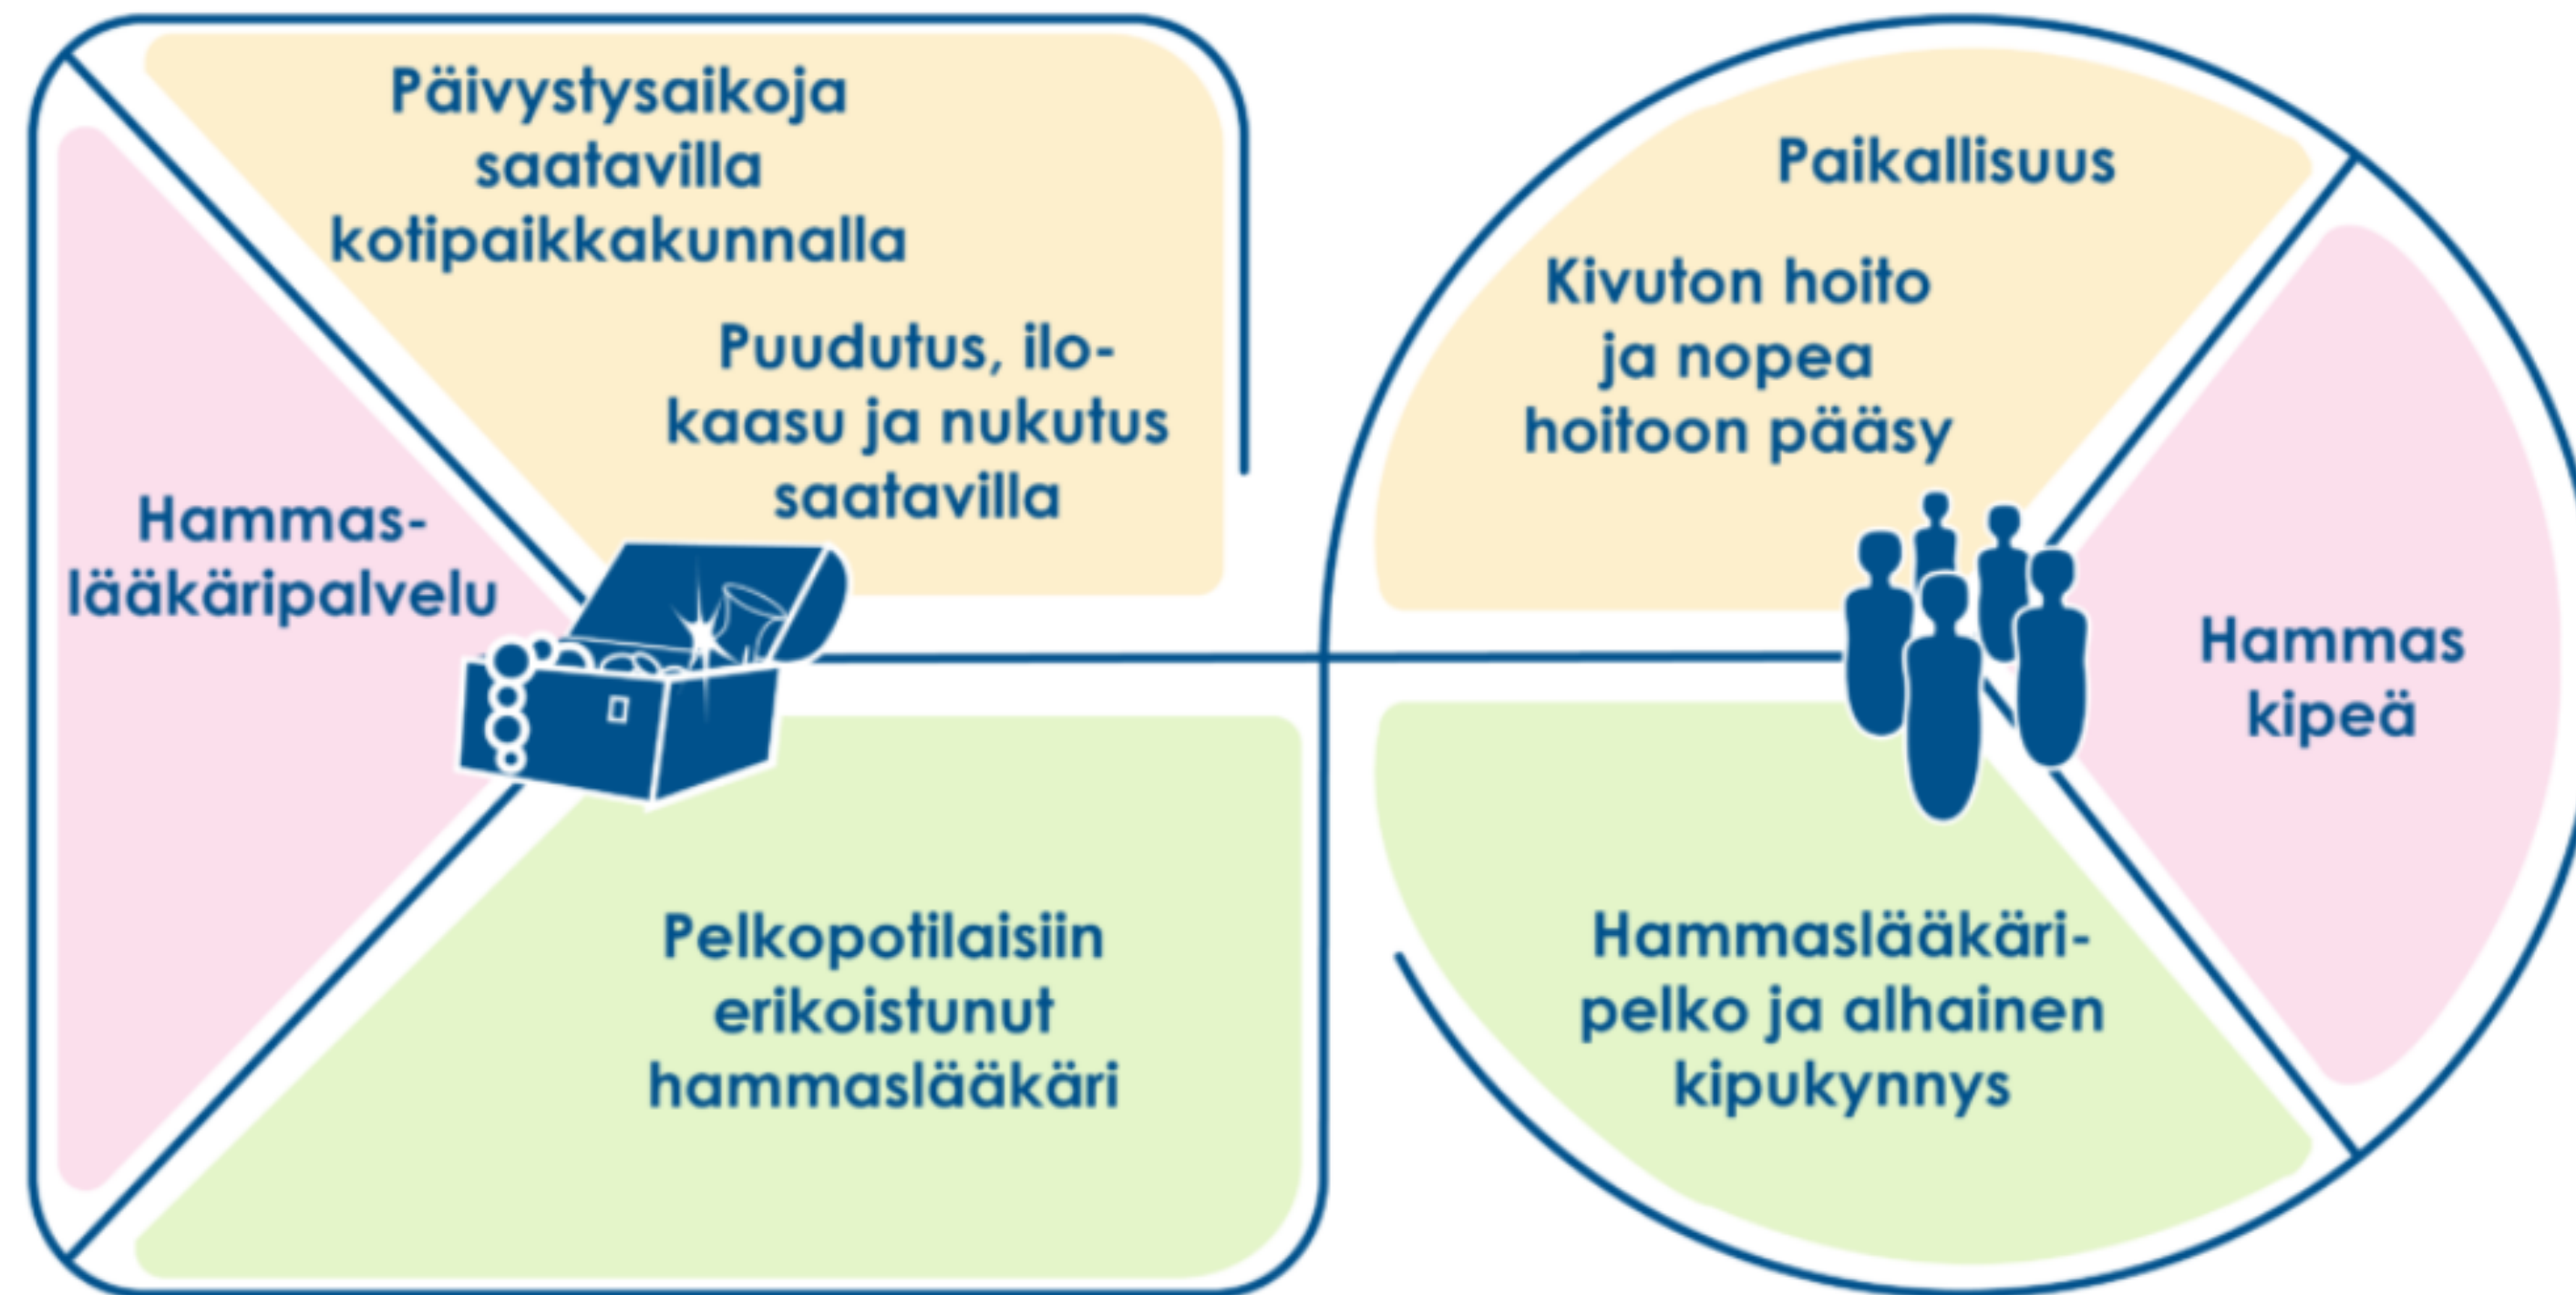 Päivystysaikoja
saatavilla
kotipaikkakunnalla
Puudutus, ilo-
kaasu ja nukutus
saatavilla
Hammas-
lääkäripalvelu
Pelkopotilaisiin
erikoistunut
hammaslääkäri
Paikallisuus
Kivuton hoito
ja nopea
hoitoon pääsy
Hammas
kipeä
Hammaslääkäri-
pelko ja alhainen
kipukynnys